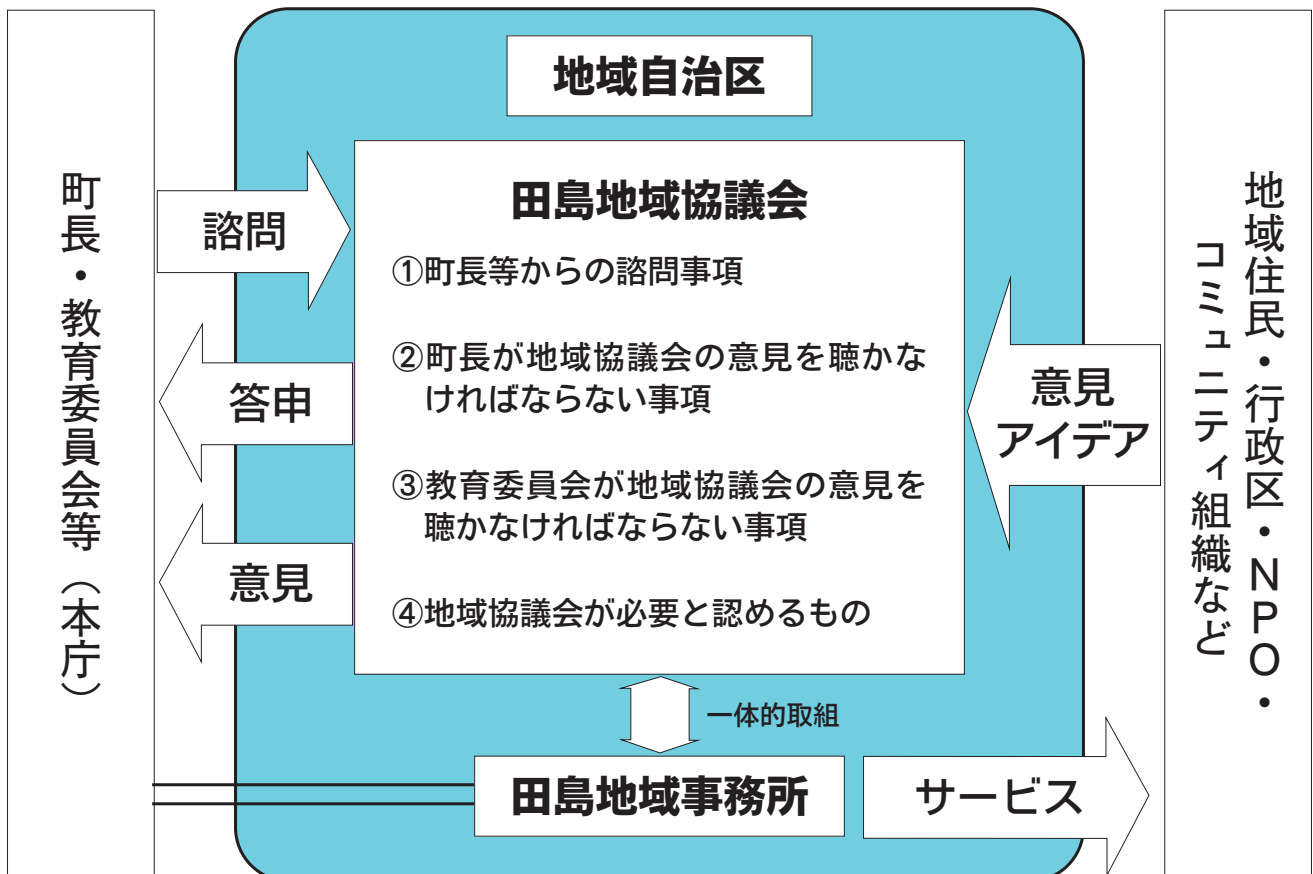 地域自治区
町長・教育委員会等（本庁）
諮問
答申
意見
田島地域協議会
①町長等からの諮問事項
②町長が地域協議会の意見を聴かな
ければならない事項
③教育委員会が地域協議会の意見を
聴かなければならない事項
④地域協議会が必要と認めるもの
意見
アイデア
地域住民・行政区・ＮＰＯ・
コミュニティ組織など
一体的取組
田島地域事務所
サービス